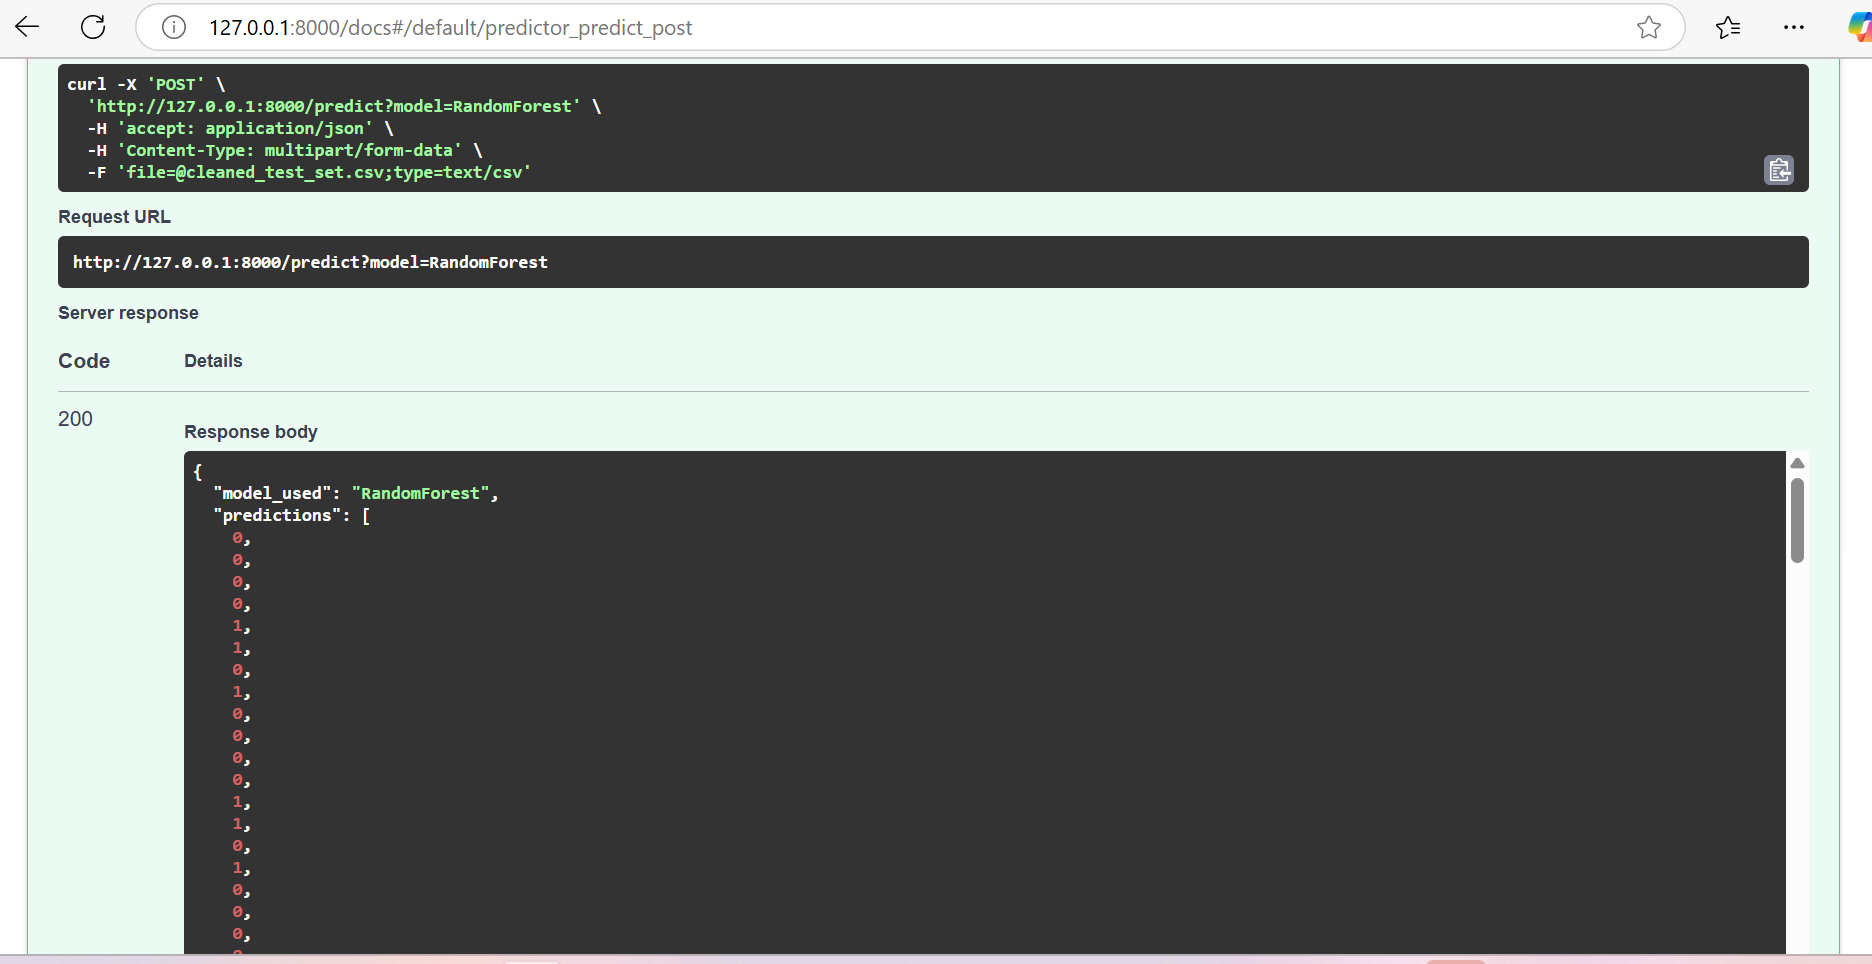 127.0.0.1:8000/docs#/default/predictor_predict_post
curl -X 'POST' \
'http://127.0.0.1:8000/predict?model=RandomForest' \
-H 'accept: application/json' \
-H 'Content-Type: multipart/form-data' \
-F 'file=@cleaned_test_set.csv;type=text/csv'
Request URL
http://127.0.0.1:8000/predict?model=RandomForest
Server response
Code Details
200
Response body
{
"model_used": "RandomForest",
"predictions": [
0,
0,
0,
0,
1,
1,
0,
1,
0,
0,
0,
0,
1,
1,
0,
1,
0,
0,
0,